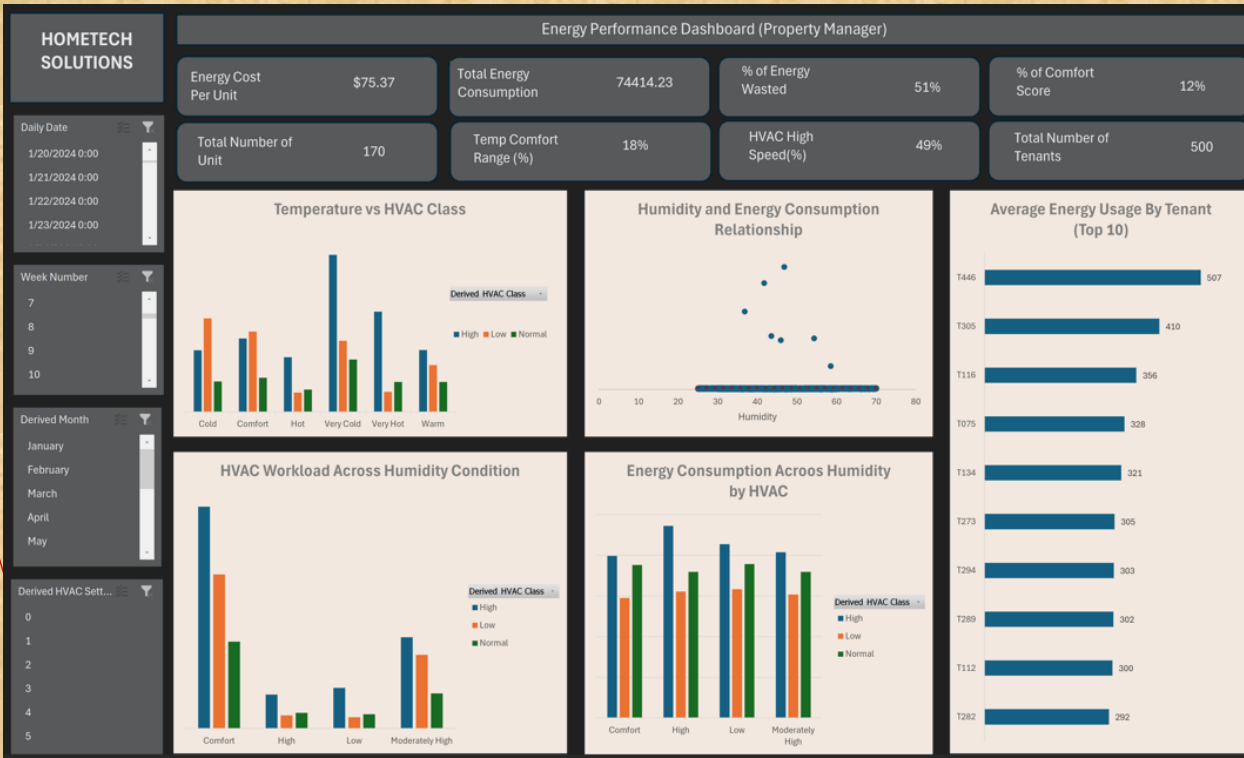 HOMETECH
SOLUTIONS
Energy Performance Dashboard (Property Manager)
Energy Cost
Per Unit
$75.37
Total Energy
Consumption
74414.23
% of Energy
Wasted
51%
% of Comfort
Score
12%
Total Number of
Unit
170
Temp Comfort
Range (%)
18%
HVAC High
Speed(%)
49%
Total Number of
Tenants
500
Daily Date
1/20/2024 0:00
1/21/2024 0:00
1/22/2024 0:00
1/23/2024 0:00
Week Number
7
8
9
10
Derived Month
January
February
March
April
May
Derived HVAC Sett...
0
1
2
3
4
5
Temperature vs HVAC Class
Derived HVAC Class
High Low Normal
Cold Comfort Hot Very Cold Very Hot Warm
Humidity and Energy Consumption
Relationship
0 10 20 30 40 50 60 70 80
Humidity
Average Energy Usage By Tenant
(Top 10)
T446 507
T305 410
T116 356
T075 328
T134 321
T273 305
T294 303
T289 302
T112 300
T282 292
HVAC Workload Across Humidity Condition
Derived HVAC Class
High
Low
Normal
Comfort High Low Moderately High
Energy Consumption Acroos Humidity
by HVAC
Derived HVAC Class
High
Low
Normal
Comfort High Low Moderately
High